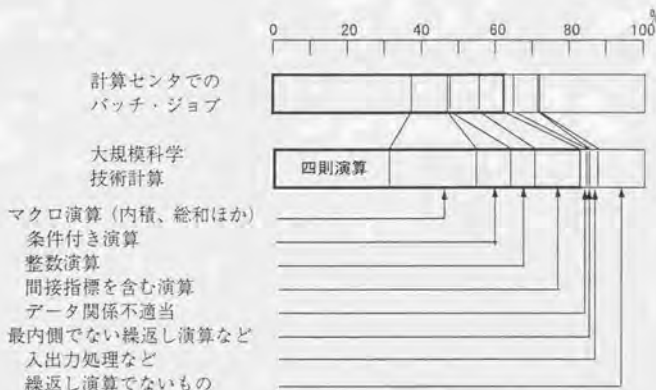 %
0 20 40 60 80 100
計算センタでの
バッチ・ジョブ
大規模科学
技術計算
四則演算
マクロ演算（内積、総和ほか）
条件付き演算
整数演算
間接指標を含む演算
データ関係不適当
最内側でない繰返し演算など
入出力処理など
繰返し演算でないもの